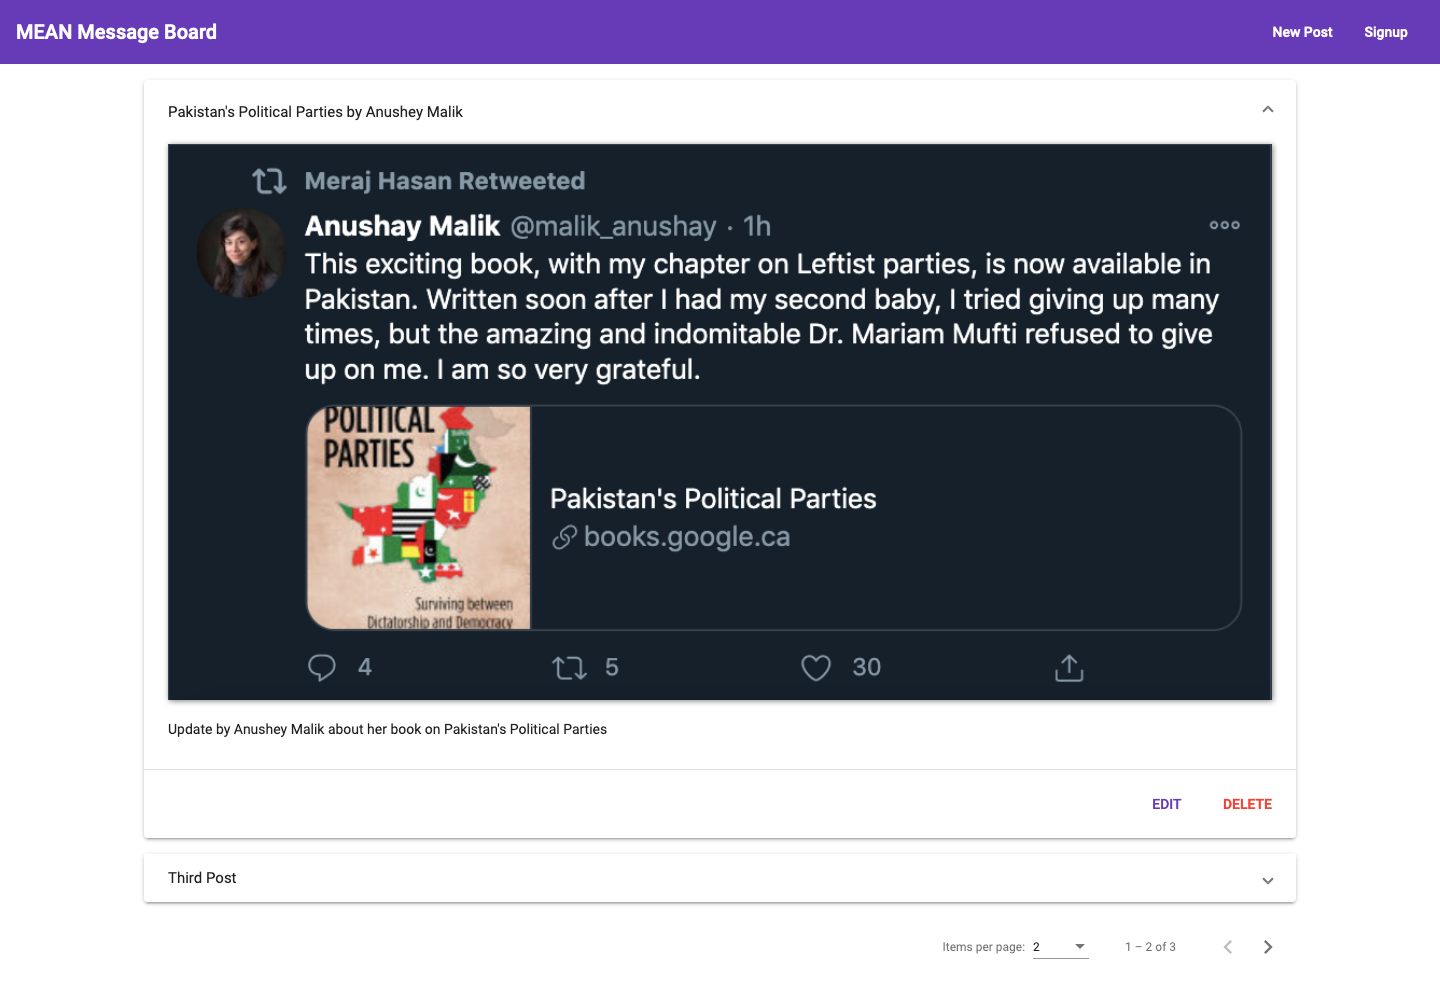 MEAN Message Board
New Post
Signup
Pakistan's Political Parties by Anushey Malik
Meraj Hasan Retweeted
Anushay Malik @malik_anushay · 1h
This exciting book, with my chapter on Leftist parties, is now available in
Pakistan. Written soon after I had my second baby, I tried giving up many
times, but the amazing and indomitable Dr. Mariam Mufti refused to give
up on me. I am so very grateful.
POLITICAL
PARTIES
Surviving between
Dictatorship and Democracy
Pakistan's Political Parties
books.google.ca
4
5
30
Update by Anushey Malik about her book on Pakistan's Political Parties
EDIT
DELETE
Third Post
Items per page: 2
1 – 2 of 3